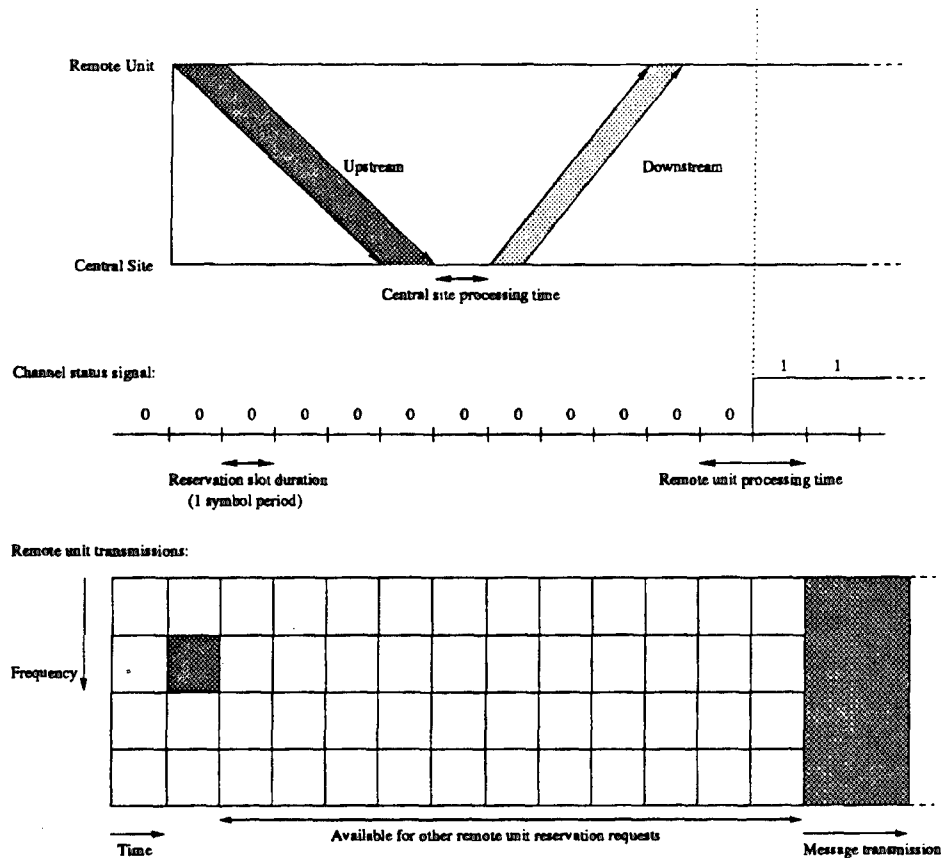 Remote Unit
Upstream
Downstream
Central Site
Central site processing time
Channel status signal:
1 1
0 0 0 0 0 0 0 0 0 0 0 0
Reservation slot duration
(1 symbol period)
Remote unit processing time
Remote unit transmissions:
Frequency
Available for other remote unit reservation requests
Time
Message transmission